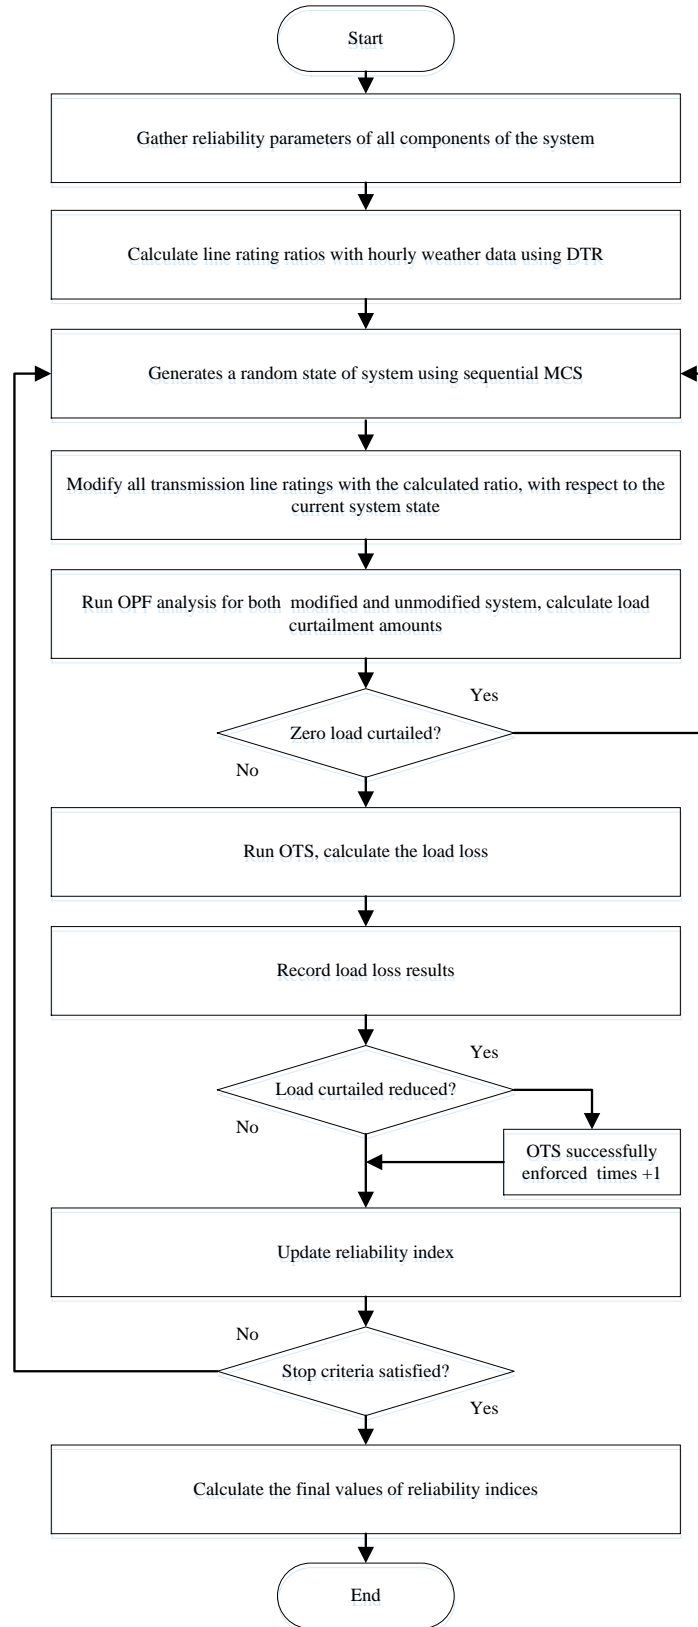 Start
Gather reliability parameters of all components of the system
Calculate line rating ratios with hourly weather data using DTR
Generates a random state of system using sequential MCS
Modify all transmission line ratings with the calculated ratio, with respect to the
current system state
Run OPF analysis for both modified and unmodified system, calculate load
curtailment amounts
Yes
Zero load curtailed?
No
Run OTS, calculate the load loss
Record load loss results
Yes
Load curtailed reduced?
No
OTS successfully
enforced times +1
Update reliability index
No
Stop criteria satisfied?
Yes
Calculate the final values of reliability indices
End